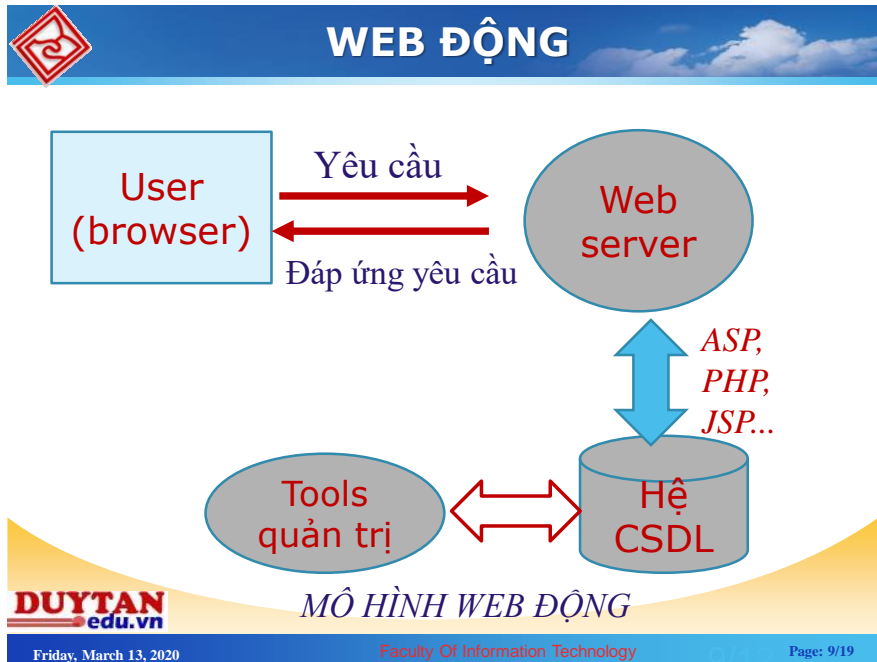 WEB ĐỘNG
User
(browser)
Yêu cầu
Đáp ứng yêu cầu
Web
server
ASP,
PHP,
JSP...
Tools
quản trị
Hệ
CSDL
MÔ HÌNH WEB ĐỘNG
DUYTAN
edu.vn
Friday, March 13, 2020
Faculty Of Information Technology
Page: 9/19